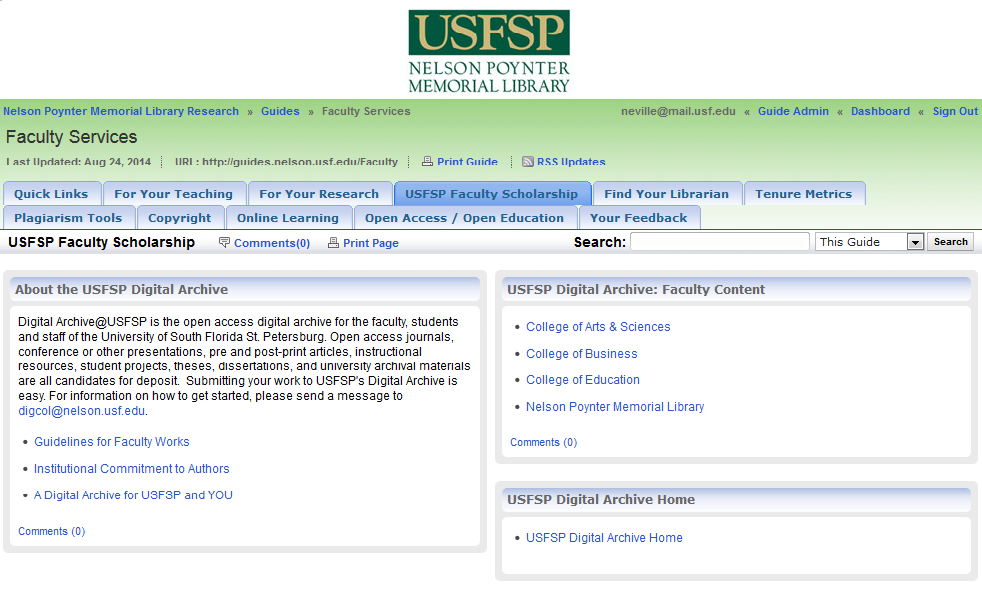 USFSP
NELSON POYNTER
MEMORIAL LIBRARY
Nelson Poynter Memorial Library Research » Guides » Faculty Services
neville@mail.usf.edu « Guide Admin « Dashboard « Sign Out
Faculty Services
Last Updated: Aug 24, 2014 URL: http://guides.nelson.usf.edu/Faculty Print Guide RSS Updates
Quick Links For Your Teaching For Your Research USFSP Faculty Scholarship Find Your Librarian Tenure Metrics
Plagiarism Tools Copyright Online Learning Open Access / Open Education Your Feedback
USFSP Faculty Scholarship Comments(0) Print Page Search: This Guide Search
About the USFSP Digital Archive
Digital Archive@USFSP is the open access digital archive for the faculty, students
and staff of the University of South Florida St. Petersburg. Open access journals,
conference or other presentations, pre and post-print articles, instructional
resources, student projects, theses, dissertations, and university archival materials
are all candidates for deposit. Submitting your work to USFSP's Digital Archive is
easy. For information on how to get started, please send a message to
digcol@nelson.usf.edu.
• Guidelines for Faculty Works
• Institutional Commitment to Authors
• A Digital Archive for USFSP and YOU
Comments (0)
USFSP Digital Archive: Faculty Content
• College of Arts & Sciences
• College of Business
• College of Education
• Nelson Poynter Memorial Library
Comments (0)
USFSP Digital Archive Home
• USFSP Digital Archive Home